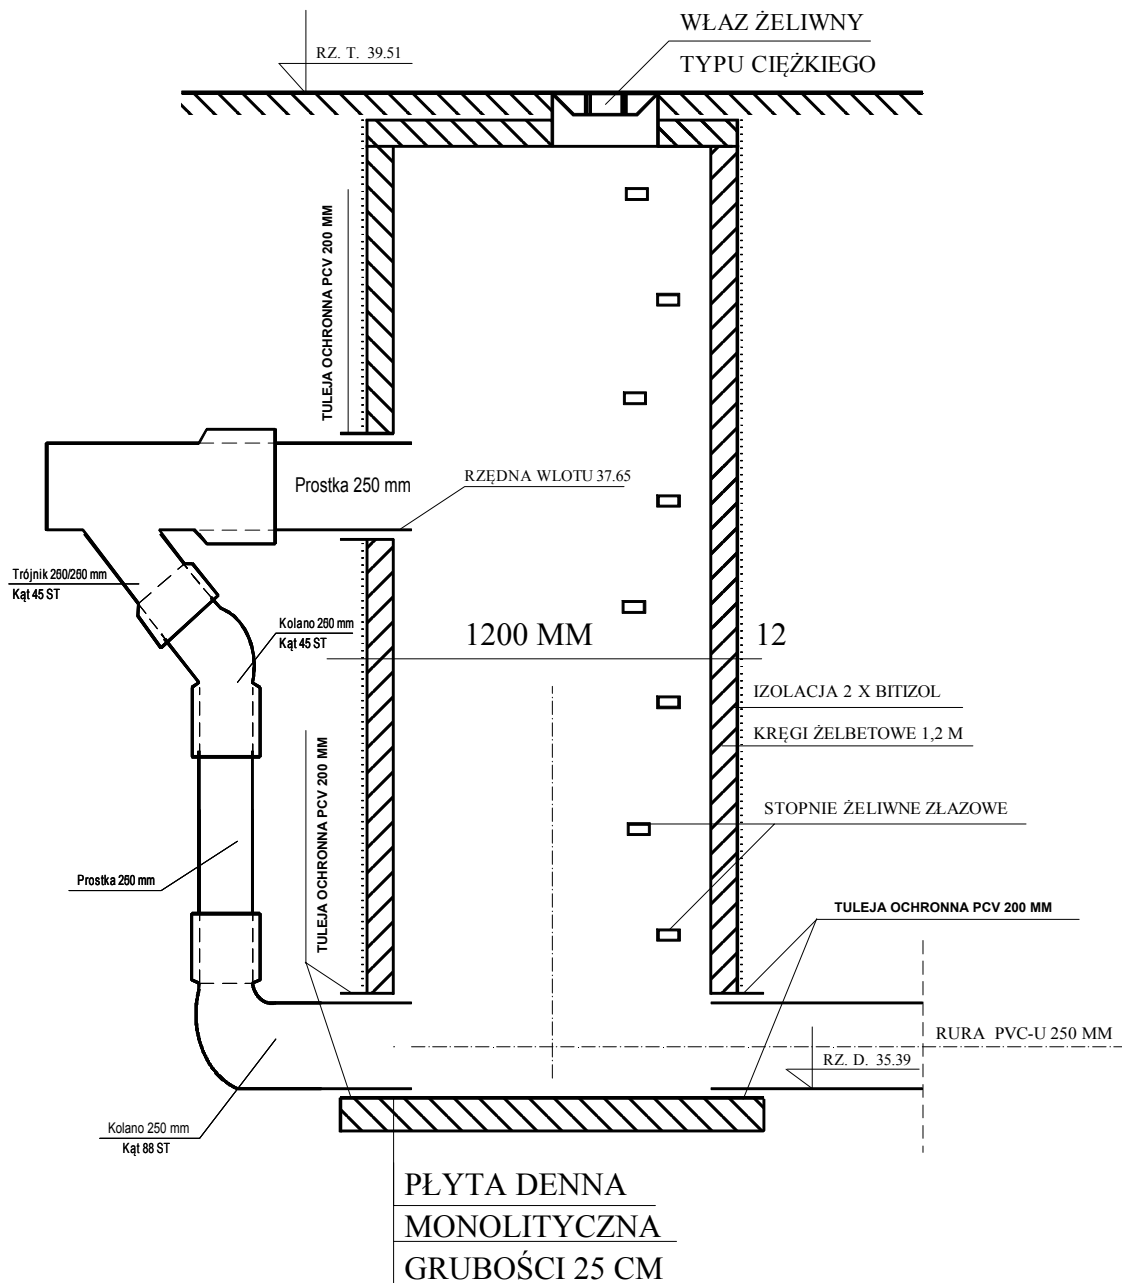 WŁAZ ŻELIWNY
TYPU CIĘŻKIEGO
RZ. T. 39.51
TULEJA OCHRONNA PCV 200 MM
Prostka 250 mm
RZĘDNA WLOTU 37.65
Trójnik 250/250 mm
Kąt 45 ST
Kolano 250 mm
Kąt 45 ST
1200 MM
12
IZOLACJA 2 X BITIZOL
KRĘGI ŻELBETOWE 1,2 M
TULEJA OCHRONNA PCV 200 MM
STOPNIE ŻELIWNE ZŁAZOWE
Prostka 250 mm
TULEJA OCHRONNA PCV 200 MM
RURA PVC-U 250 MM
RZ. D. 35.39
Kolano 250 mm
Kąt 88 ST
PŁYTA DENNA
MONOLITYCZNA
GRUBOŚCI 25 CM